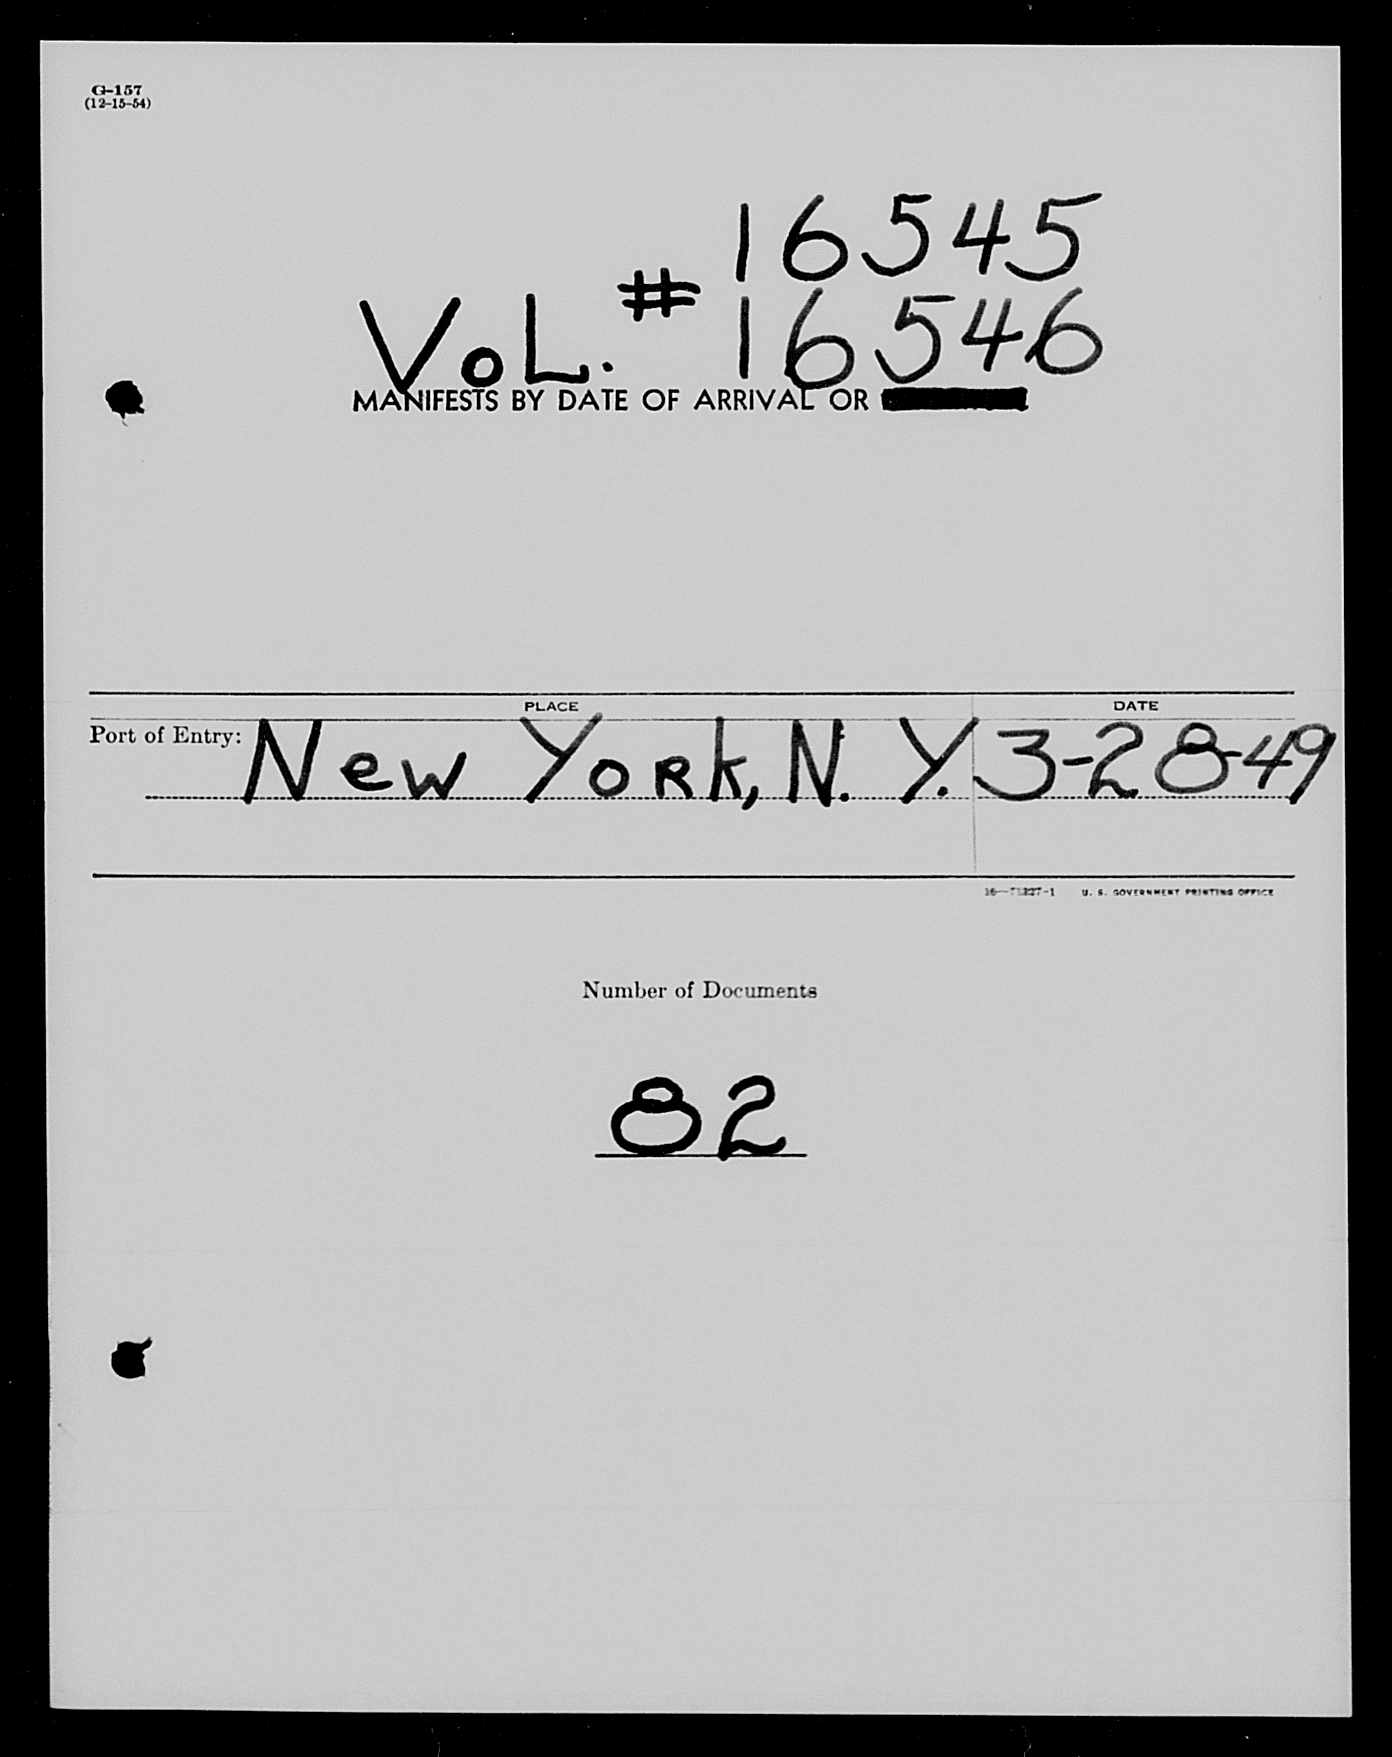 G-157
(12-15-54)
16545
VoL. # 16546
MANIFESTS BY DATE OF ARRIVAL OR
PLACE DATE
Port of Entry: New York, N. Y. 3-28-49
U. S. GOVERNMENT PRINTING OFFICE
Number of Documents
82